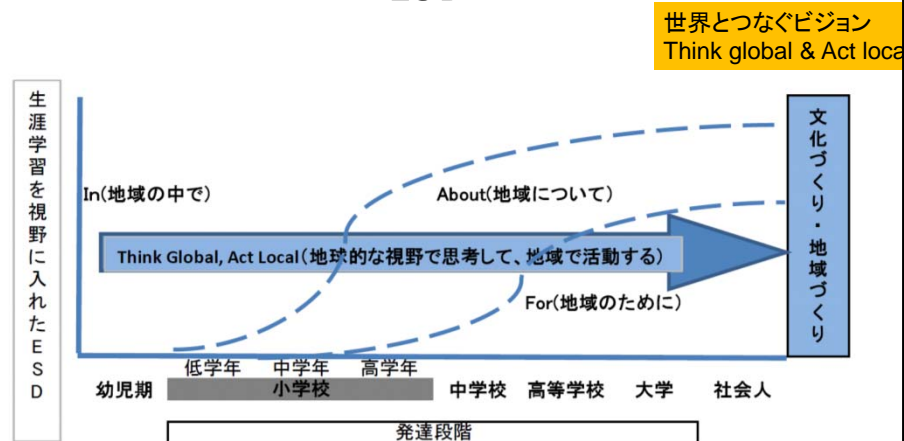 世界とつなぐビジョン
Think global & Act loca
生涯学習を視野に入れたESD
In(地域の中で)
About(地域について)
Think Global, Act Local(地球的な視野で思考して、地域で活動する)
For(地域のために)
文化づくり・地域づくり
低学年 中学年 高学年
幼児期 小学校 中学校 高等学校 大学 社会人
発達段階